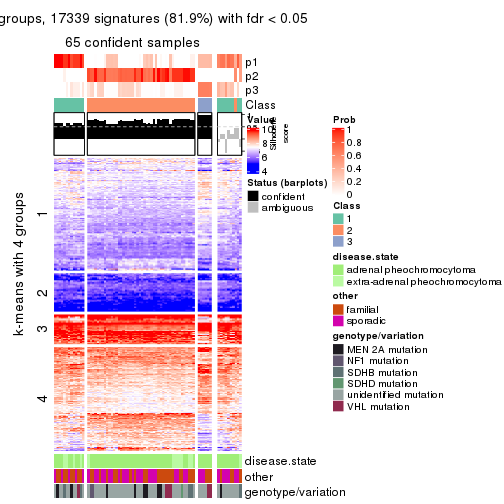 groups, 17339 signatures (81.9%) with fdr < 0.05
65 confident samples
p1
p2
p3
Class
Silhouette
score
k-means with 4 groups
1
2
3
4
Value
10
8
6
4
Status (barplots)
confident
ambiguous
Prob
1
0.8
0.6
0.4
0.2
0
Class
1
2
3
disease.state
adrenal pheochromocytoma
extra-adrenal pheochromocytoma
other
familial
sporadic
genotype/variation
MEN 2A mutation
NF1 mutation
SDHB mutation
SDHD mutation
unidentified mutation
VHL mutation
disease.state
other
genotype/variation